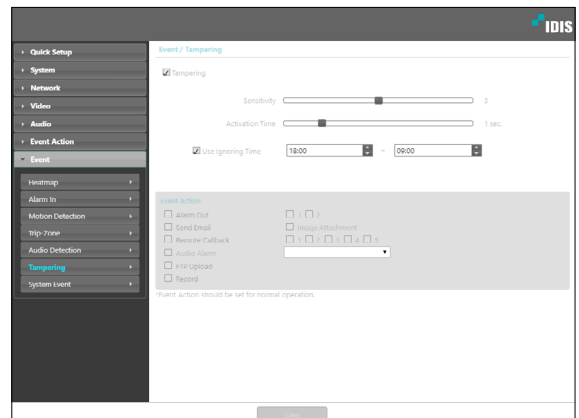 IDIS
Quick Setup
System
Network
Video
Audio
Event Action
Event
Heatmap
Alarm In
Motion Detection
Trip-Zone
Audio Detection
Tampering
System Event
Event / Tampering
Tampering
Sensitivity
Activation Time 1 sec.
Use Ignoring Time 18:00 ~ 09:00
Event Action
Alarm Out 1 2
Send Email Image Attachment
Remote Callback 1 2 3 4 5
Audio Alarm
FTP Upload
Record
*Event Action should be set for normal operation.